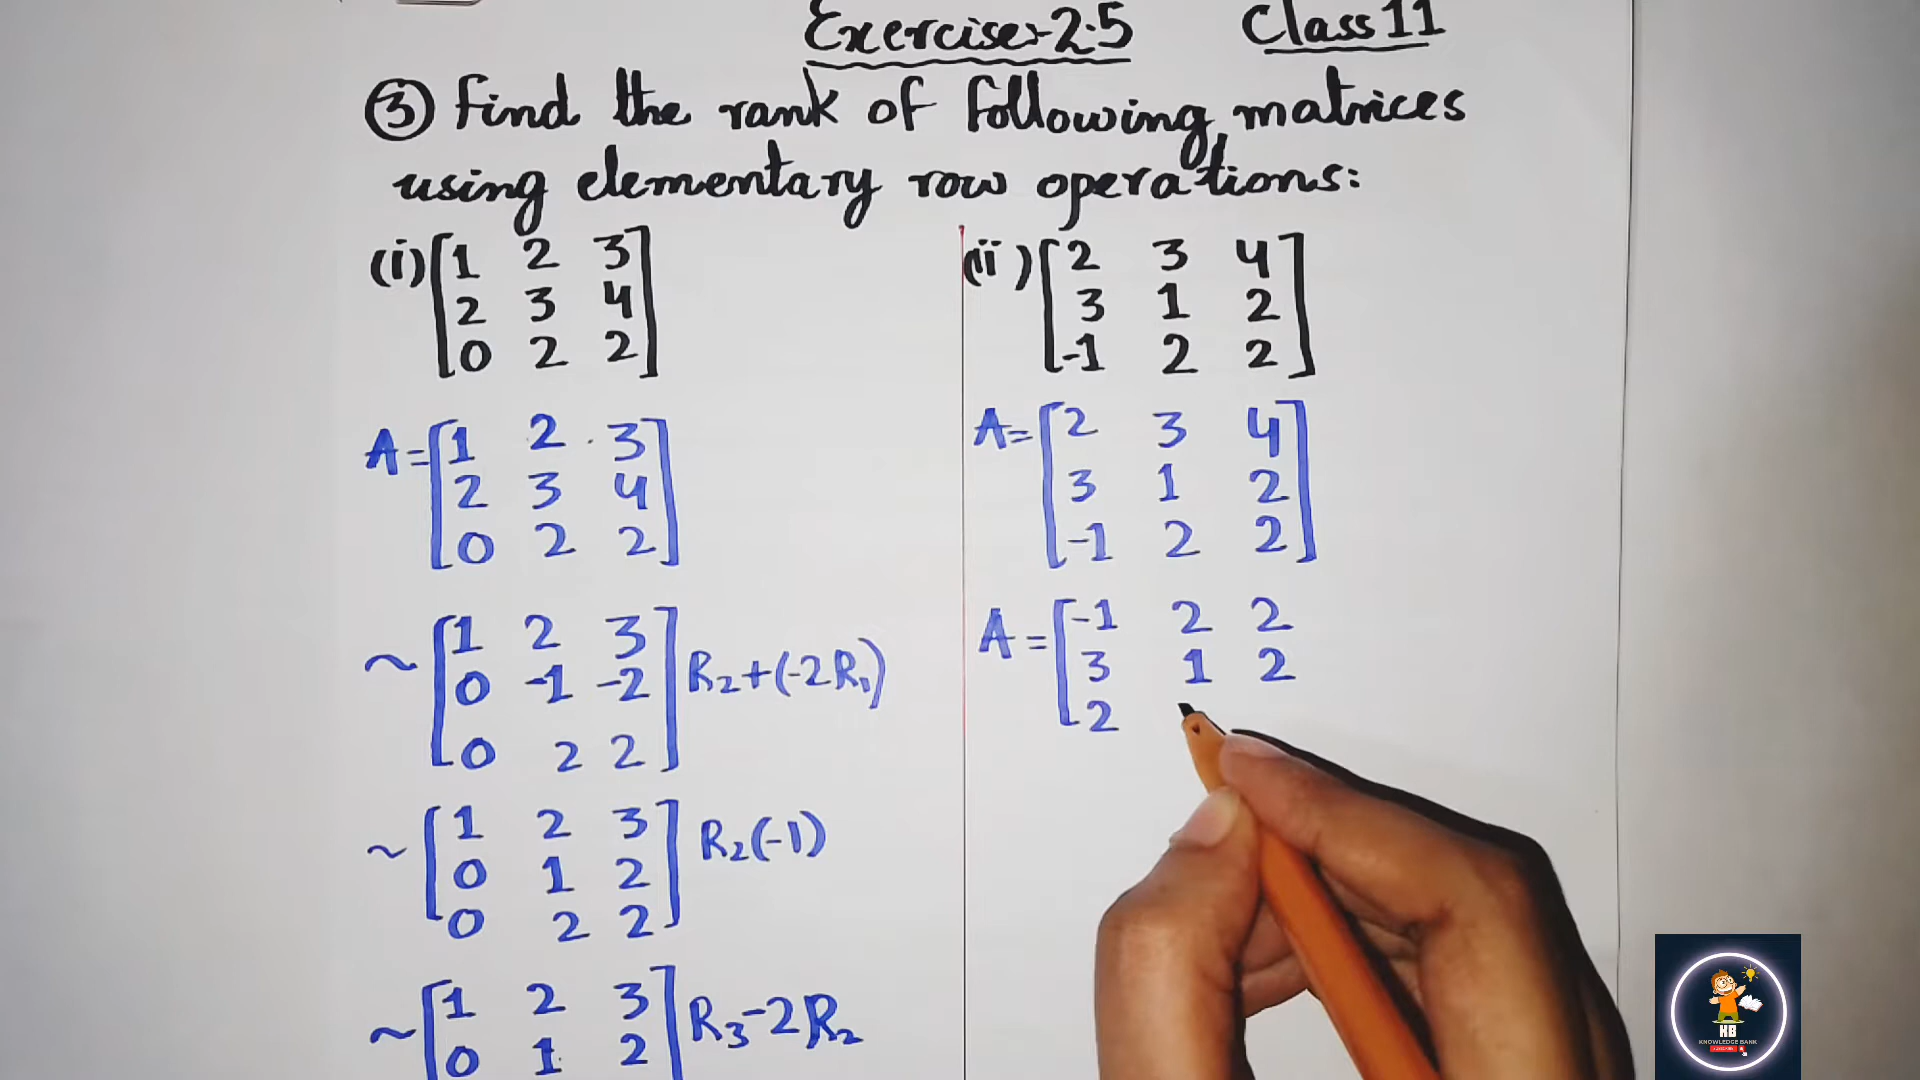 Exercise:-2.5 Class 11
③ Find the rank of following matrices
using elementary row operations:
(i) [1 2 3
2 3 4
0 2 2]
A = [1 2 3
2 3 4
0 2 2]
~ [1 2 3
0 -1 -2
0 2 2] R₂+(-2R₁)
~ [1 2 3
0 1 2
0 2 2] R₂(-1)
~ [1 2 3
0 1 2] R₃-2R₂
(ii) [2 3 4
3 1 2
-1 2 2]
A = [2 3 4
3 1 2
-1 2 2]
A = [-1 2 2
3 1 2
2
KB
KNOWLEDGE BANK